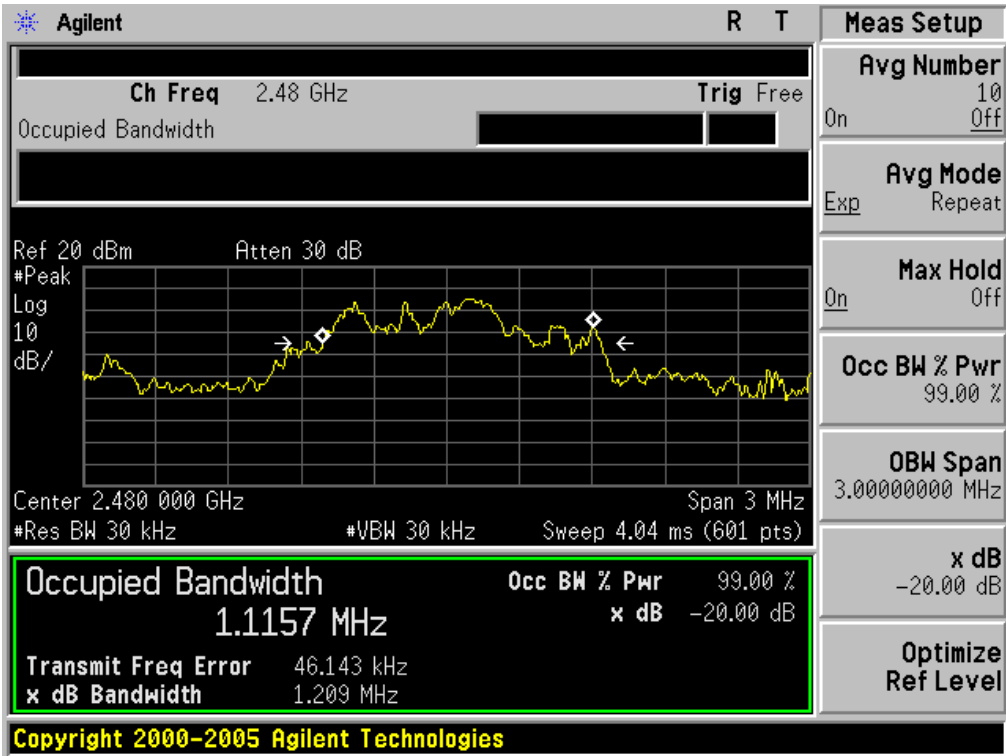 Agilent R T
Ch Freq 2.48 GHz Trig Free
Occupied Bandwidth
Ref 20 dBm Atten 30 dB
#Peak
Log
10
dB/
Center 2.480 000 GHz Span 3 MHz
#Res BW 30 kHz #VBW 30 kHz Sweep 4.04 ms (601 pts)
Occupied Bandwidth Occ BW % Pwr 99.00 %
1.1157 MHz x dB -20.00 dB
Transmit Freq Error 46.143 kHz
x dB Bandwidth 1.209 MHz
Copyright 2000-2005 Agilent Technologies
Meas Setup
Avg Number
10
On Off
Avg Mode
Exp Repeat
Max Hold
On Off
Occ BW % Pwr
99.00 %
OBW Span
3.00000000 MHz
x dB
-20.00 dB
Optimize
Ref Level